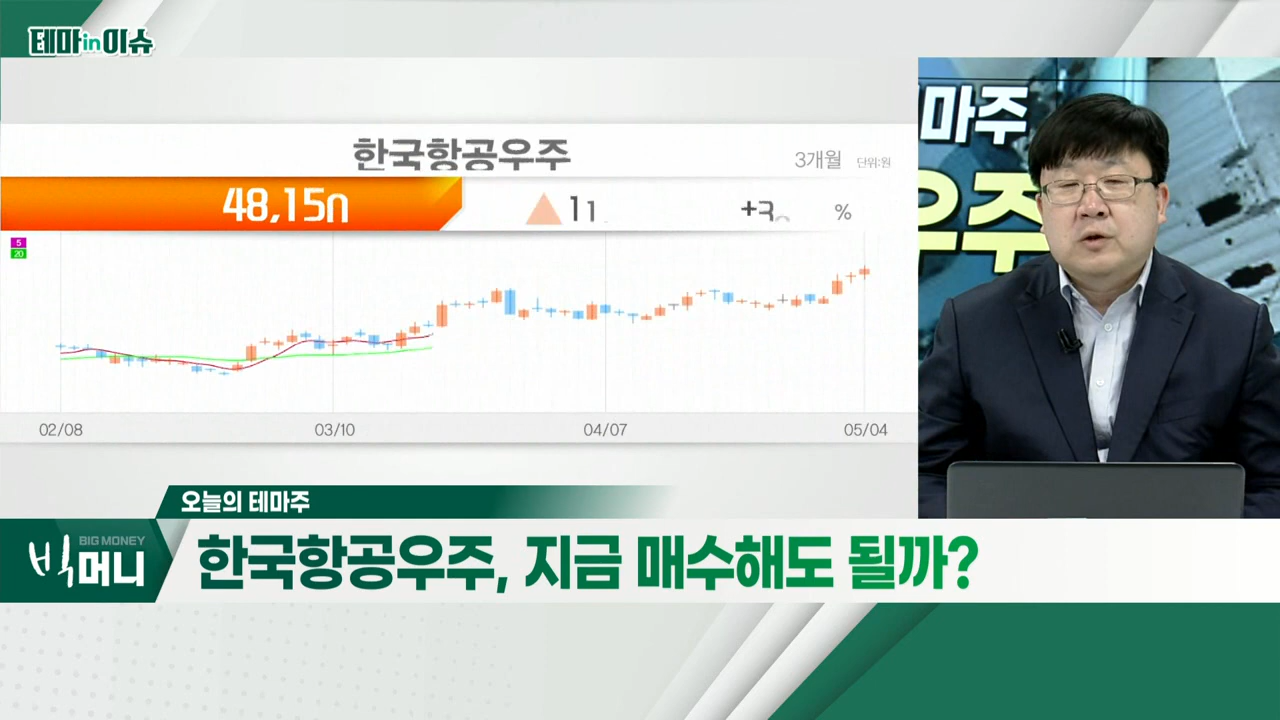 테마in이슈
한국항공우주
3개월
단위:원
▲
%
5
20
02/08
03/10
04/07
05/04
마주
우주
오늘의 테마주
BIG MONEY
빅머니
한국항공우주, 지금 매수해도 될까?